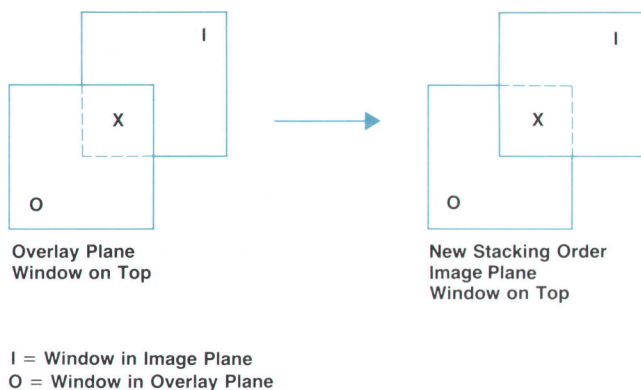 I
X
O
Overlay Plane
Window on Top
I
X
O
New Stacking Order
Image Plane
Window on Top
I = Window in Image Plane
O = Window in Overlay Plane